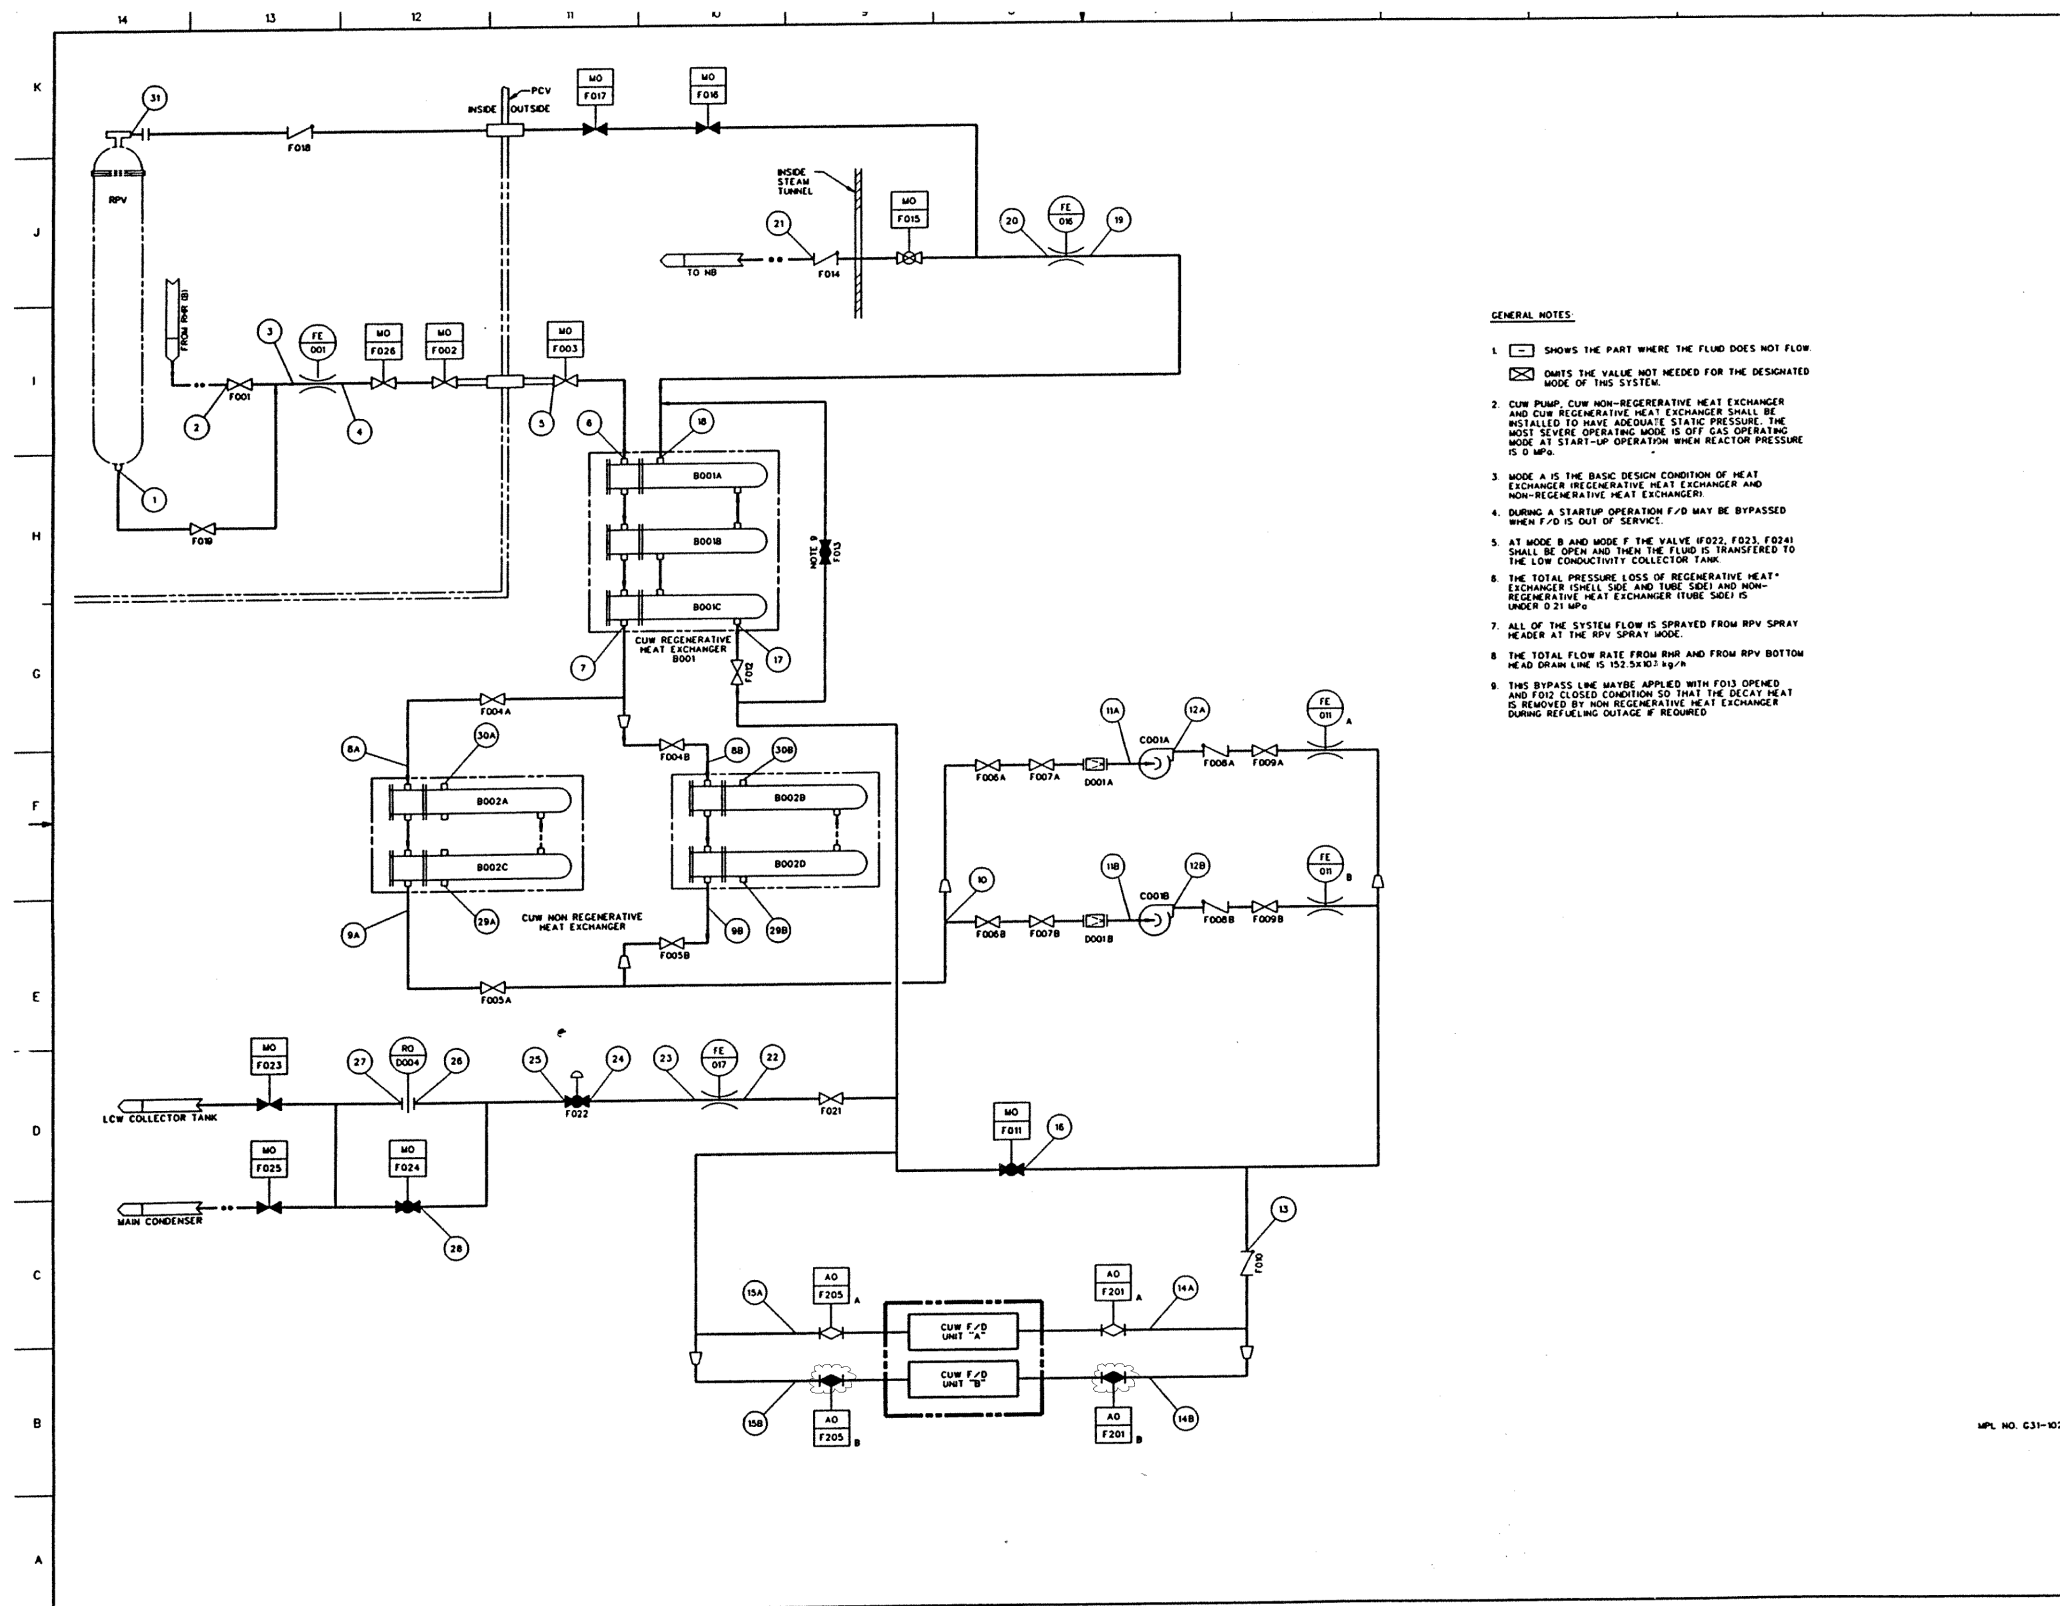 14
13
12
11
10
9
K
J
I
H
G
F
E
D
C
B
A
31
MO
F017
MO
F016
PCV
INSIDE
OUTSIDE
F018
RPV
INSIDE
STEAM
TUNNEL
MO
F015
21
20
FE
016
19
TO NB
F014
FROM RHR (B)
3
FE
001
MO
F026
MO
F002
MO
F003
F001
2
4
5
6
18
1
F019
B001A
B001B
B001C
NOTE 9
F013
CUW REGENERATIVE
HEAT EXCHANGER
B001
7
17
F012
F004A
8A
30A
F004B
8B
30B
B002A
B002C
B002B
B002D
9A
29A
CUW NON REGENERATIVE
HEAT EXCHANGER
9B
29B
F005B
F005A
11A
12A
FE
011
A
C001A
F006A
F007A
D001A
F008A
F009A
10
11B
12B
FE
011
B
C001B
F006B
F007B
D001B
F008B
F009B
MO
F023
27
RO
D004
26
25
24
23
FE
017
22
F022
F021
LCW COLLECTOR TANK
MO
F025
MO
F024
MAIN CONDENSER
28
MO
F011
16
13
F010
15A
AO
F205
A
AO
F201
A
14A
CUW F/D
UNIT "A"
CUW F/D
UNIT "B"
15B
AO
F205
B
AO
F201
B
14B
GENERAL NOTES:
1. - SHOWS THE PART WHERE THE FLUID DOES NOT FLOW.
OMITS THE VALUE NOT NEEDED FOR THE DESIGNATED
MODE OF THIS SYSTEM.
2. CUW PUMP, CUW NON-REGERERATIVE HEAT EXCHANGER
AND CUW REGENERATIVE HEAT EXCHANGER SHALL BE
INSTALLED TO HAVE ADEQUATE STATIC PRESSURE. THE
MOST SEVERE OPERATING MODE IS OFF GAS OPERATING
MODE AT START-UP OPERATION WHEN REACTOR PRESSURE
IS 0 MPa.
3. MODE A IS THE BASIC DESIGN CONDITION OF HEAT
EXCHANGER (REGENERATIVE HEAT EXCHANGER AND
NON-REGENERATIVE HEAT EXCHANGER).
4. DURING A STARTUP OPERATION F/D MAY BE BYPASSED
WHEN F/D IS OUT OF SERVICE.
5. AT MODE B AND MODE F THE VALVE (F022, F023, F024)
SHALL BE OPEN AND THEN THE FLUID IS TRANSFERED TO
THE LOW CONDUCTIVITY COLLECTOR TANK.
6. THE TOTAL PRESSURE LOSS OF REGENERATIVE HEAT
EXCHANGER (SHELL SIDE AND TUBE SIDE) AND NON-
REGENERATIVE HEAT EXCHANGER (TUBE SIDE) IS
UNDER 0.21 MPa
7. ALL OF THE SYSTEM FLOW IS SPRAYED FROM RPV SPRAY
HEADER AT THE RPV SPRAY MODE.
8 THE TOTAL FLOW RATE FROM RHR AND FROM RPV BOTTOM
HEAD DRAIN LINE IS 152.5X10³ kg/h
9. THIS BYPASS LINE MAYBE APPLIED WITH F013 OPENED
AND F012 CLOSED CONDITION SO THAT THE DECAY HEAT
IS REMOVED BY NON REGENERATIVE HEAT EXCHANGER
DURING REFUELING OUTAGE IF REQUIRED
MPL NO. G31-102